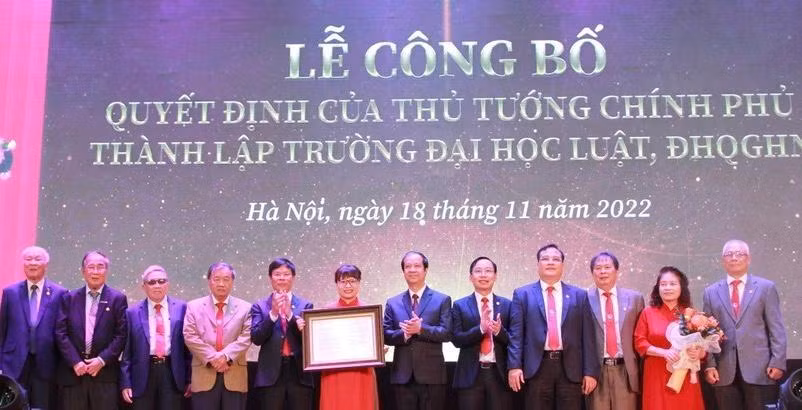 LỄ CÔNG BỐ
QUYẾT ĐỊNH CỦA THỦ TƯỚNG CHÍNH PHỦ
THÀNH LẬP TRƯỜNG ĐẠI HỌC LUẬT, ĐHQGHN
Hà Nội, ngày 18 tháng 11 năm 2022